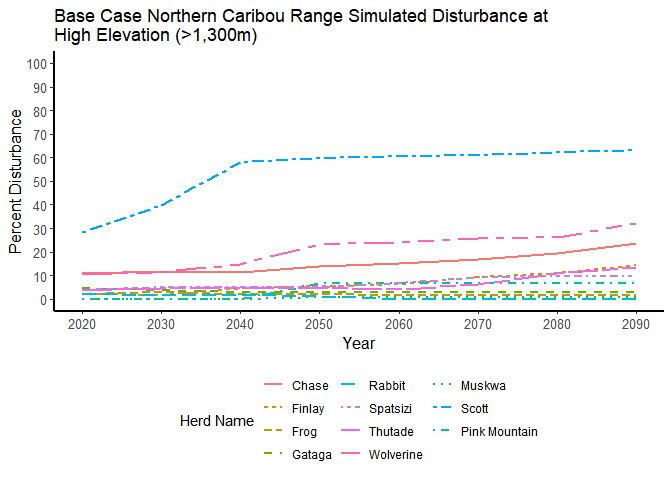 Base Case Northern Caribou Range Simulated Disturbance at
High Elevation (>1,300m)
Percent Disturbance
100
90
80
70
60
50
40
30
20
10
0
2020 2030 2040 2050 2060 2070 2080 2090
Year
Herd Name
Chase Rabbit Muskwa
Finlay Spatsizi Scott
Frog Thutade Pink Mountain
Gataga Wolverine